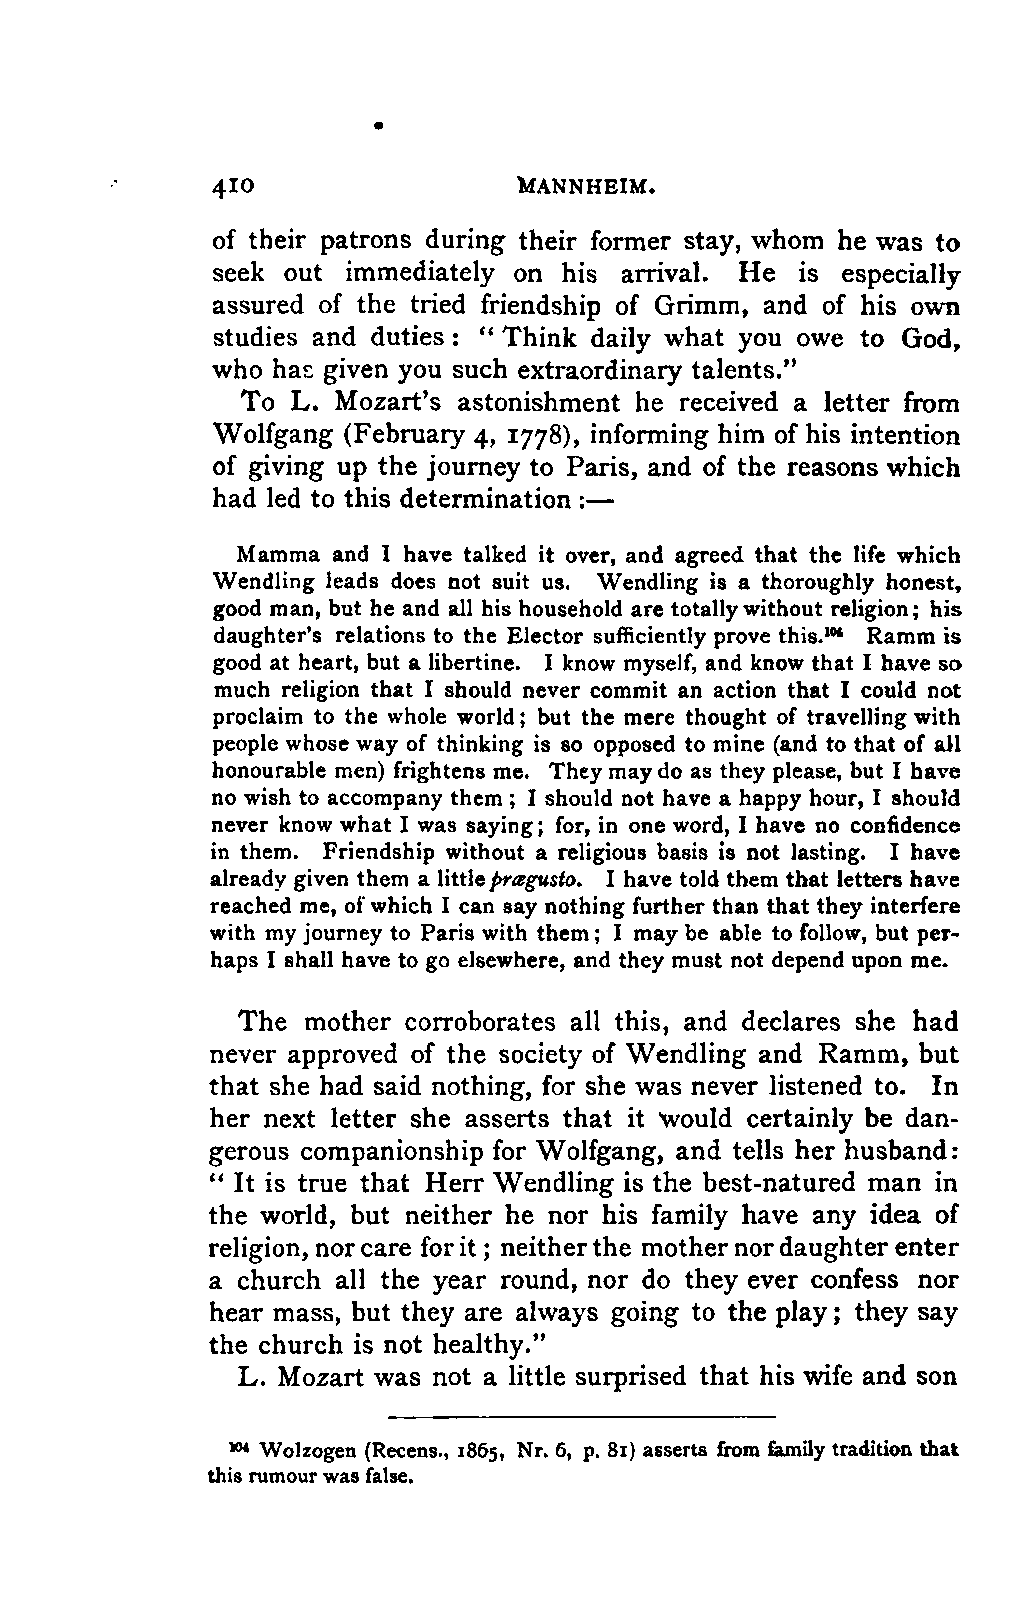 410 MANNHEIM.
of their patrons during their former stay, whom he was to
seek out immediately on his arrival. He is especially
assured of the tried friendship of Grimm, and of his own
studies and duties : “ Think daily what you owe to God,
who has given you such extraordinary talents.”
To L. Mozart’s astonishment he received a letter from
Wolfgang (February 4, 1778), informing him of his intention
of giving up the journey to Paris, and of the reasons which
had led to this determination :—
Mamma and I have talked it over, and agreed that the life which
Wendling leads does not suit us. Wendling is a thoroughly honest,
good man, but he and all his household are totally without religion; his
daughter’s relations to the Elector sufficiently prove this.¹⁰⁴ Ramm is
good at heart, but a libertine. I know myself, and know that I have so
much religion that I should never commit an action that I could not
proclaim to the whole world; but the mere thought of travelling with
people whose way of thinking is so opposed to mine (and to that of all
honourable men) frightens me. They may do as they please, but I have
no wish to accompany them ; I should not have a happy hour, I should
never know what I was saying; for, in one word, I have no confidence
in them. Friendship without a religious basis is not lasting. I have
already given them a little prægusto. I have told them that letters have
reached me, of which I can say nothing further than that they interfere
with my journey to Paris with them; I may be able to follow, but per-
haps I shall have to go elsewhere, and they must not depend upon me.
The mother corroborates all this, and declares she had
never approved of the society of Wendling and Ramm, but
that she had said nothing, for she was never listened to. In
her next letter she asserts that it would certainly be dan-
gerous companionship for Wolfgang, and tells her husband:
“ It is true that Herr Wendling is the best-natured man in
the world, but neither he nor his family have any idea of
religion, nor care for it ; neither the mother nor daughter enter
a church all the year round, nor do they ever confess nor
hear mass, but they are always going to the play; they say
the church is not healthy.”
L. Mozart was not a little surprised that his wife and son
¹⁰⁴ Wolzogen (Recens., 1865, Nr. 6, p. 81) asserts from family tradition that
this rumour was false.